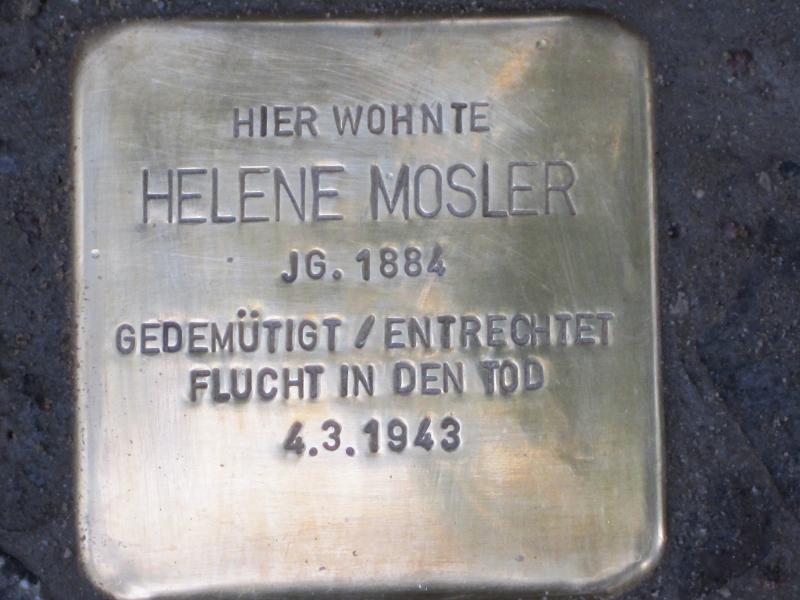 HIER WOHNTE
HELENE MOSLER
JG. 1884
GEDEMÜTIGT / ENTRECHTET
FLUCHT IN DEN TOD
4.3.1943